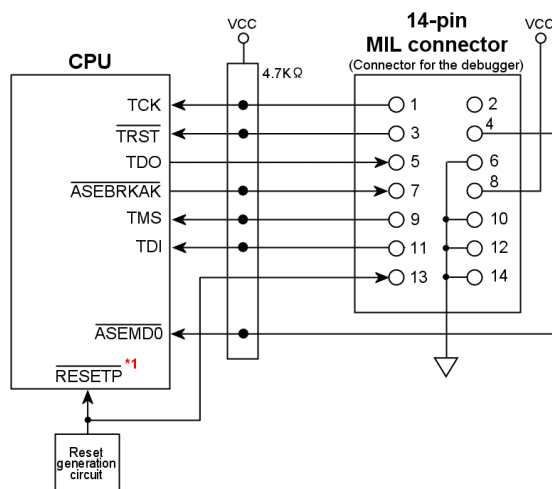 VCC
14-pin
MIL connector
(Connector for the debugger)
VCC
CPU
4.7KΩ
TCK
1
2
TRST
3
4
TDO
5
6
ASEBRKAK
7
8
TMS
9
10
TDI
11
12
13
14
ASEMD0
RESETP *1
Reset
generation
circuit